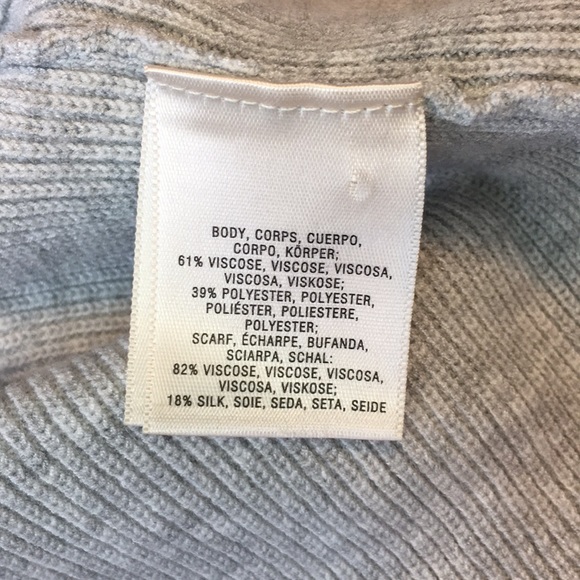 BODY, CORPS, CUERPO,
CORPO, KÖRPER;
61% VISCOSE, VISCOSE, VISCOSA,
VISCOSA, VISKOSE;
39% POLYESTER, POLYESTER,
POLIÉSTER, POLIESTERE,
POLYESTER;
SCARF, ÉCHARPE, BUFANDA,
SCIARPA, SCHAL:
82% VISCOSE, VISCOSE, VISCOSA,
VISCOSA, VISKOSE;
18% SILK, SOIE, SEDA, SETA, SEIDE